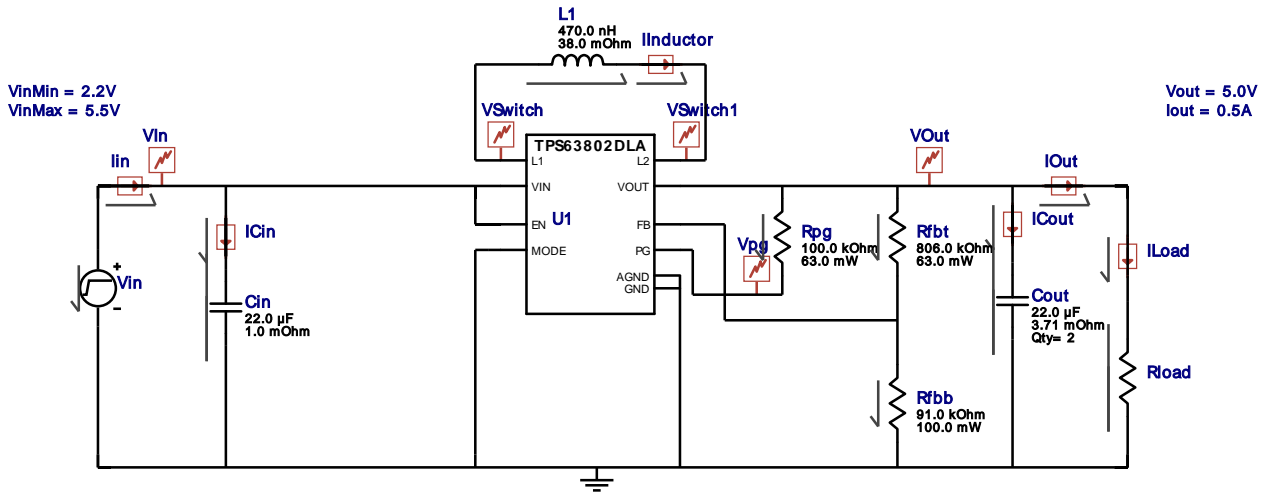 L1
470.0 nH
38.0 mOhm
IInductor
VinMin = 2.2V
VinMax = 5.5V
Vout = 5.0V
Iout = 0.5A
VSwitch
VSwitch1
VIn
Iin
TPS63802DLA
L1
L2
VIN
VOUT
EN
U1
FB
MODE
PG
AGND
GND
VOut
IOut
ICin
Vpg
Rpg
100.0 kOhm
63.0 mW
Rfbt
806.0 kOhm
63.0 mW
ICout
ILoad
+
Vin
-
Cin
22.0 µF
1.0 mOhm
Cout
22.0 µF
3.71 mOhm
Qty= 2
Rload
Rfbb
91.0 kOhm
100.0 mW